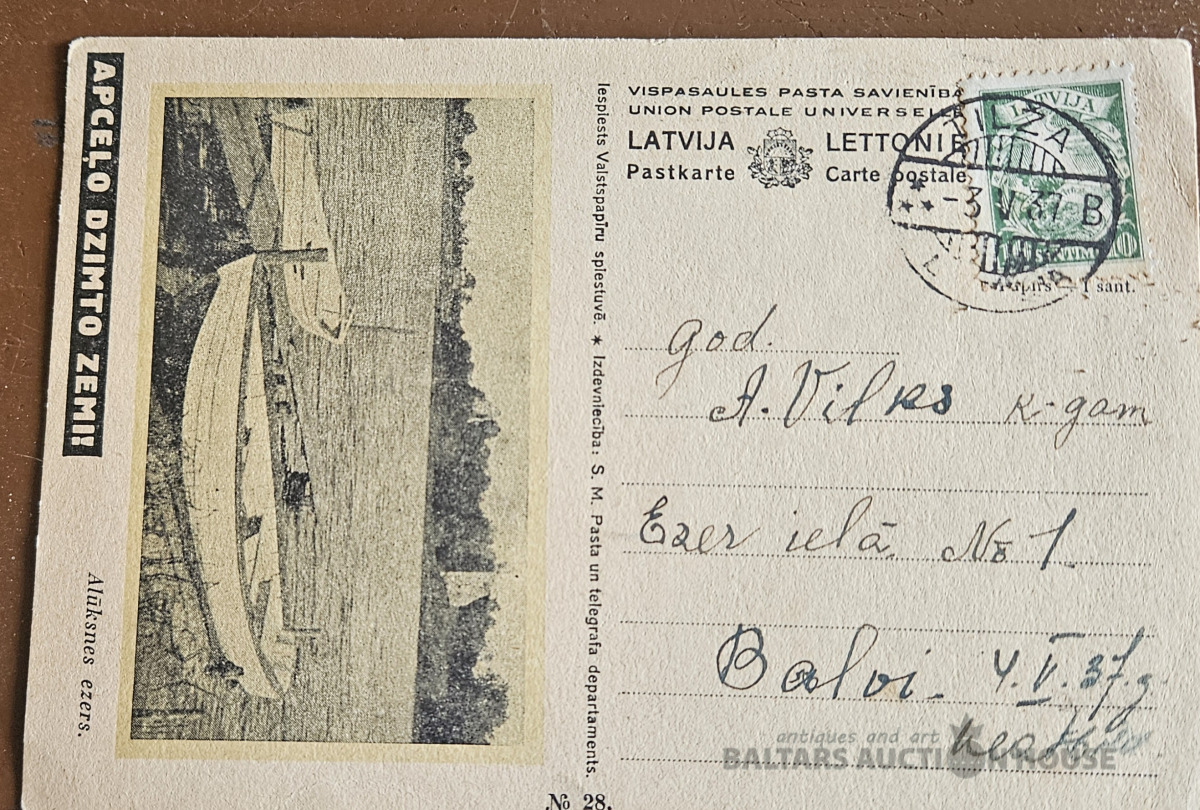 APCEĻO DZIMTO ZEMI!
Alūksnes ezers.
Iespiests Valstspapīru spiestuvē. ★ Izdevniecība: S. M. Pasta un telegrafa departaments.
№ 28.
VISPASAULES PASTA SAVIENĪBA
UNION POSTALE UNIVERSELLE
LATVIJA LETTONIE
Pastkarte Carte postale
LATVIJA
10
-3 V 37 B
1 sant.
God.
A. Vilks k-gam
Ezer ielā № 1
Balvi 4.V.37.g.
antiques and art
BALTARS AUCTION HOUSE